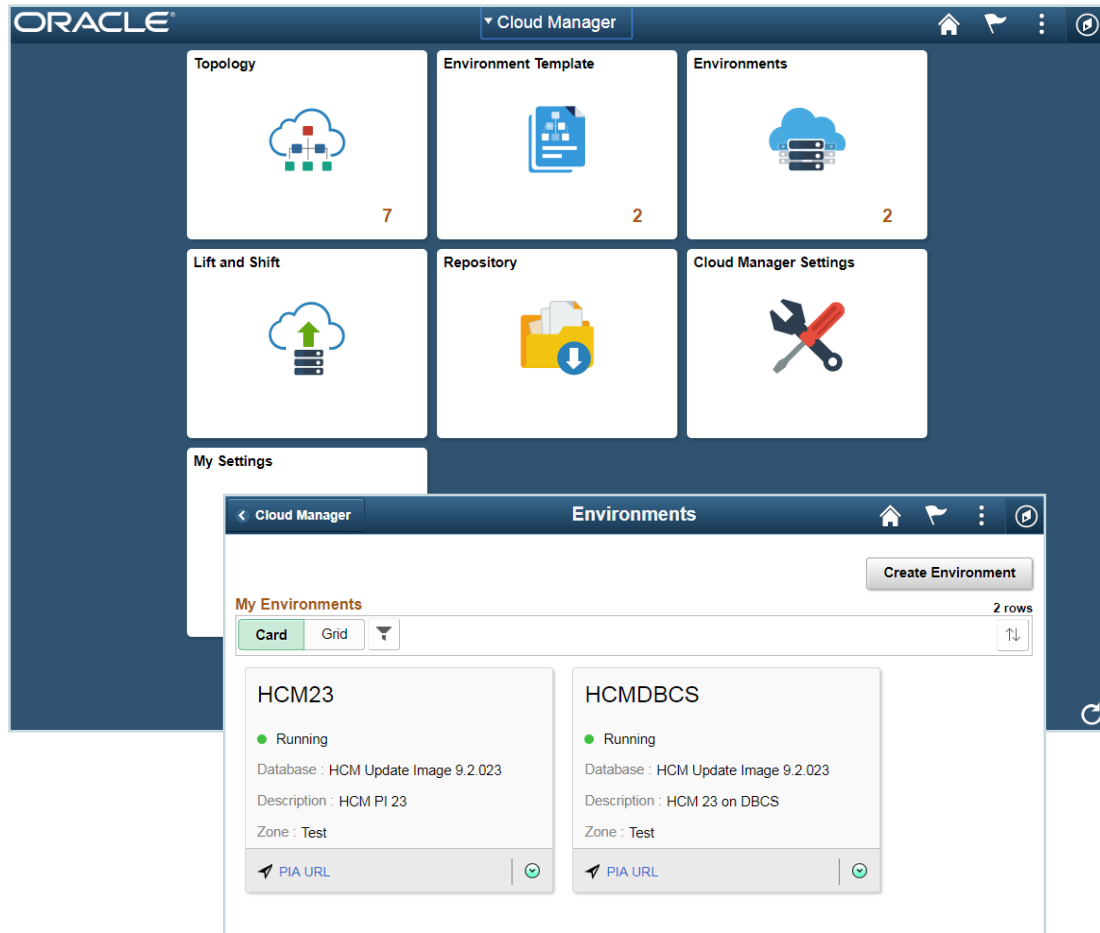 ORACLE®
Cloud Manager
Topology
Environment Template
Environments
7
2
2
Lift and Shift
Repository
Cloud Manager Settings
My Settings
Cloud Manager
Environments
Create Environment
My Environments
2 rows
Card
Grid
HCM23
HCMDBCS
Running
Running
Database : HCM Update Image 9.2.023
Database : HCM Update Image 9.2.023
Description : HCM PI 23
Description : HCM 23 on DBCS
Zone : Test
Zone : Test
PIA URL
PIA URL